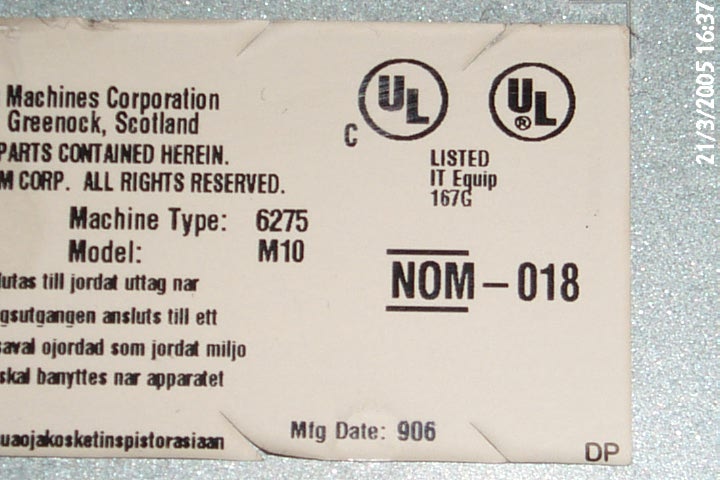 Machines Corporation
Greenock, Scotland
PARTS CONTAINED HEREIN.
M CORP. ALL RIGHTS RESERVED.
Machine Type: 6275
Model: M10
lutas till jordat uttag nar
gsutgangen ansluts till ett
saval ojordad som jordat miljo
skal banyttes nar apparatet
uaojakosketinspistorasiaan
C UL
UL ®
LISTED
IT Equip
167G
NOM-018
Mfg Date: 906
DP
21/3/2005 16:37